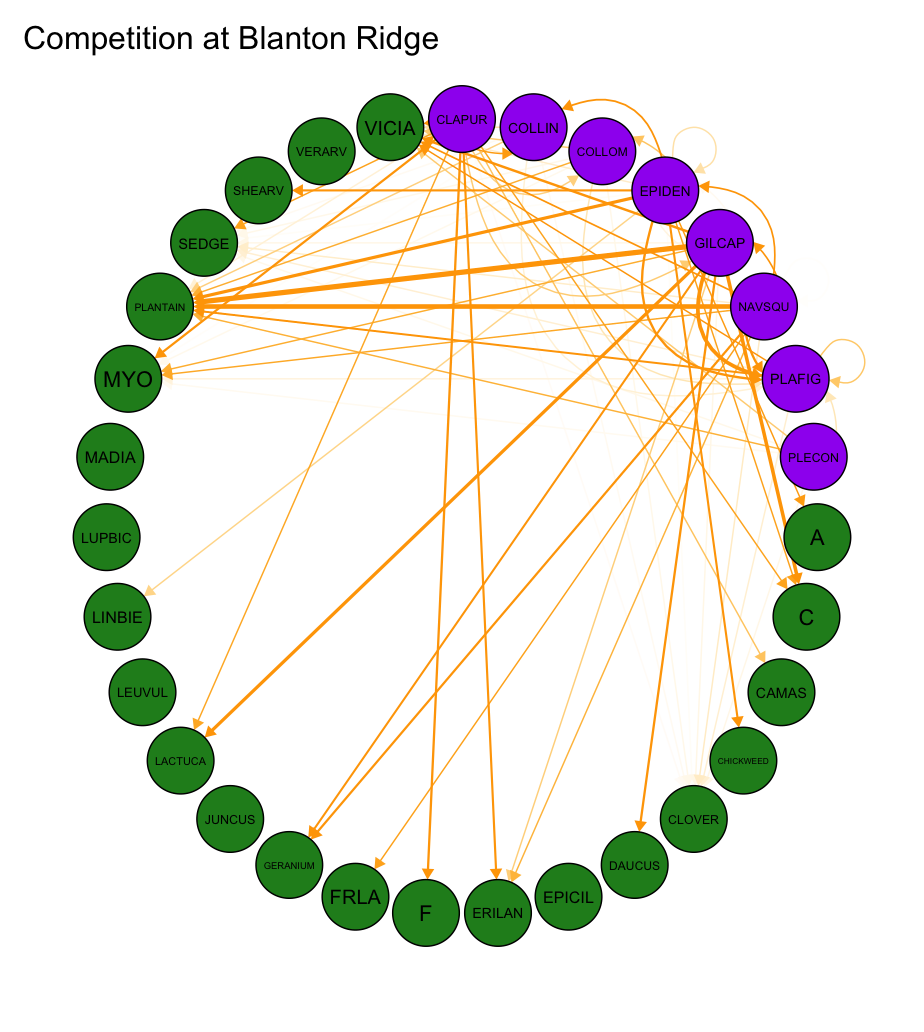 Competition at Blanton Ridge
CLAPUR
COLLIN
COLLOM
EPIDEN
GILCAP
NAVSQU
PLAFIG
PLECON
A
C
CAMAS
CHICKWEED
CLOVER
DAUCUS
EPICIL
ERILAN
F
FRLA
GERANIUM
JUNCUS
LACTUCA
LEUVUL
LINBIE
LUPBIC
MADIA
MYO
PLANTAIN
SEDGE
SHEARV
VERARV
VICIA